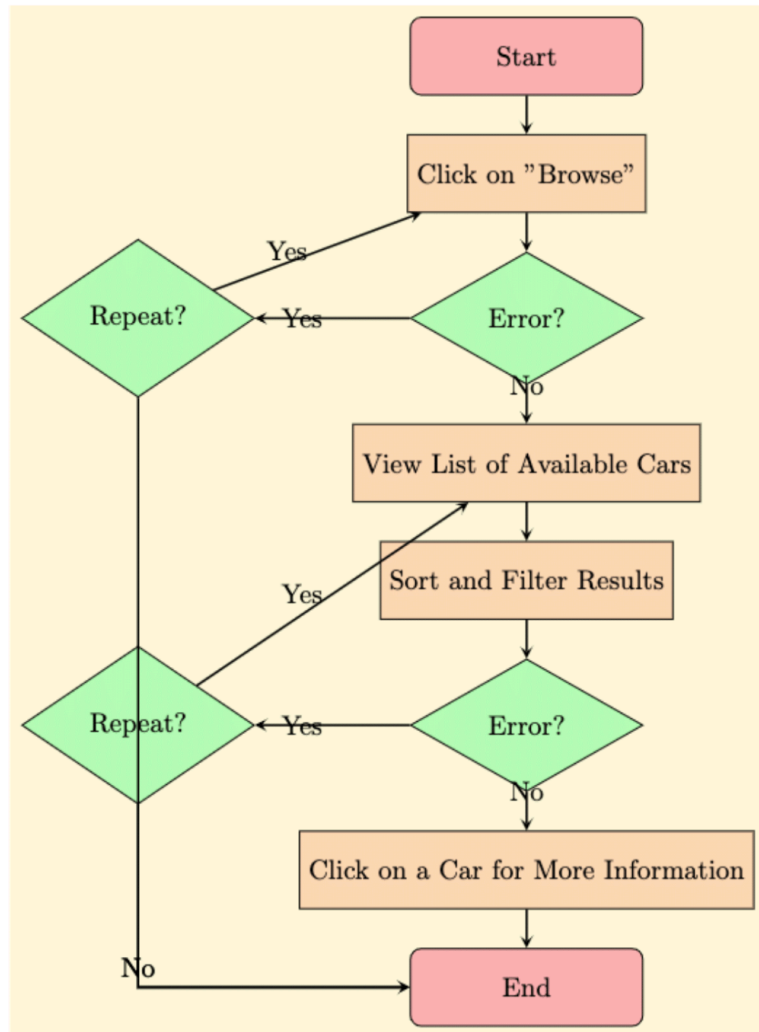 Start
Click on ”Browse”
Yes
Repeat?
Yes
Error?
No
View List of Available Cars
Sort and Filter Results
Yes
Repeat?
Yes
Error?
No
Click on a Car for More Information
No
End